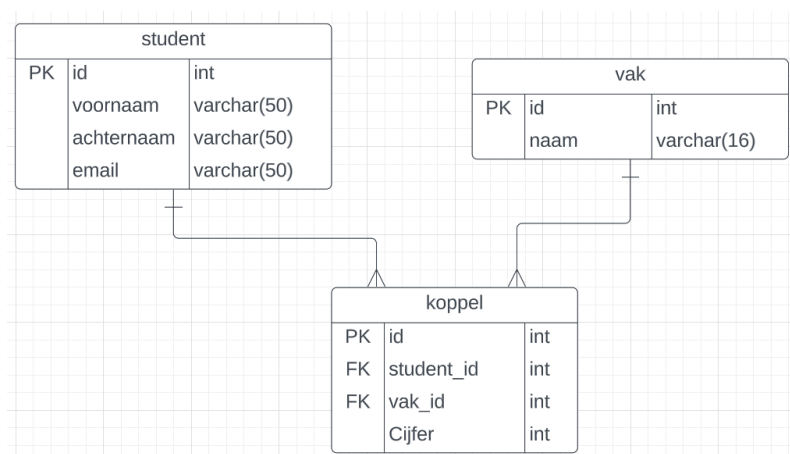 student
PK id int
voornaam varchar(50)
achternaam varchar(50)
email varchar(50)
vak
PK id int
naam varchar(16)
koppel
PK id int
FK student_id int
FK vak_id int
Cijfer int